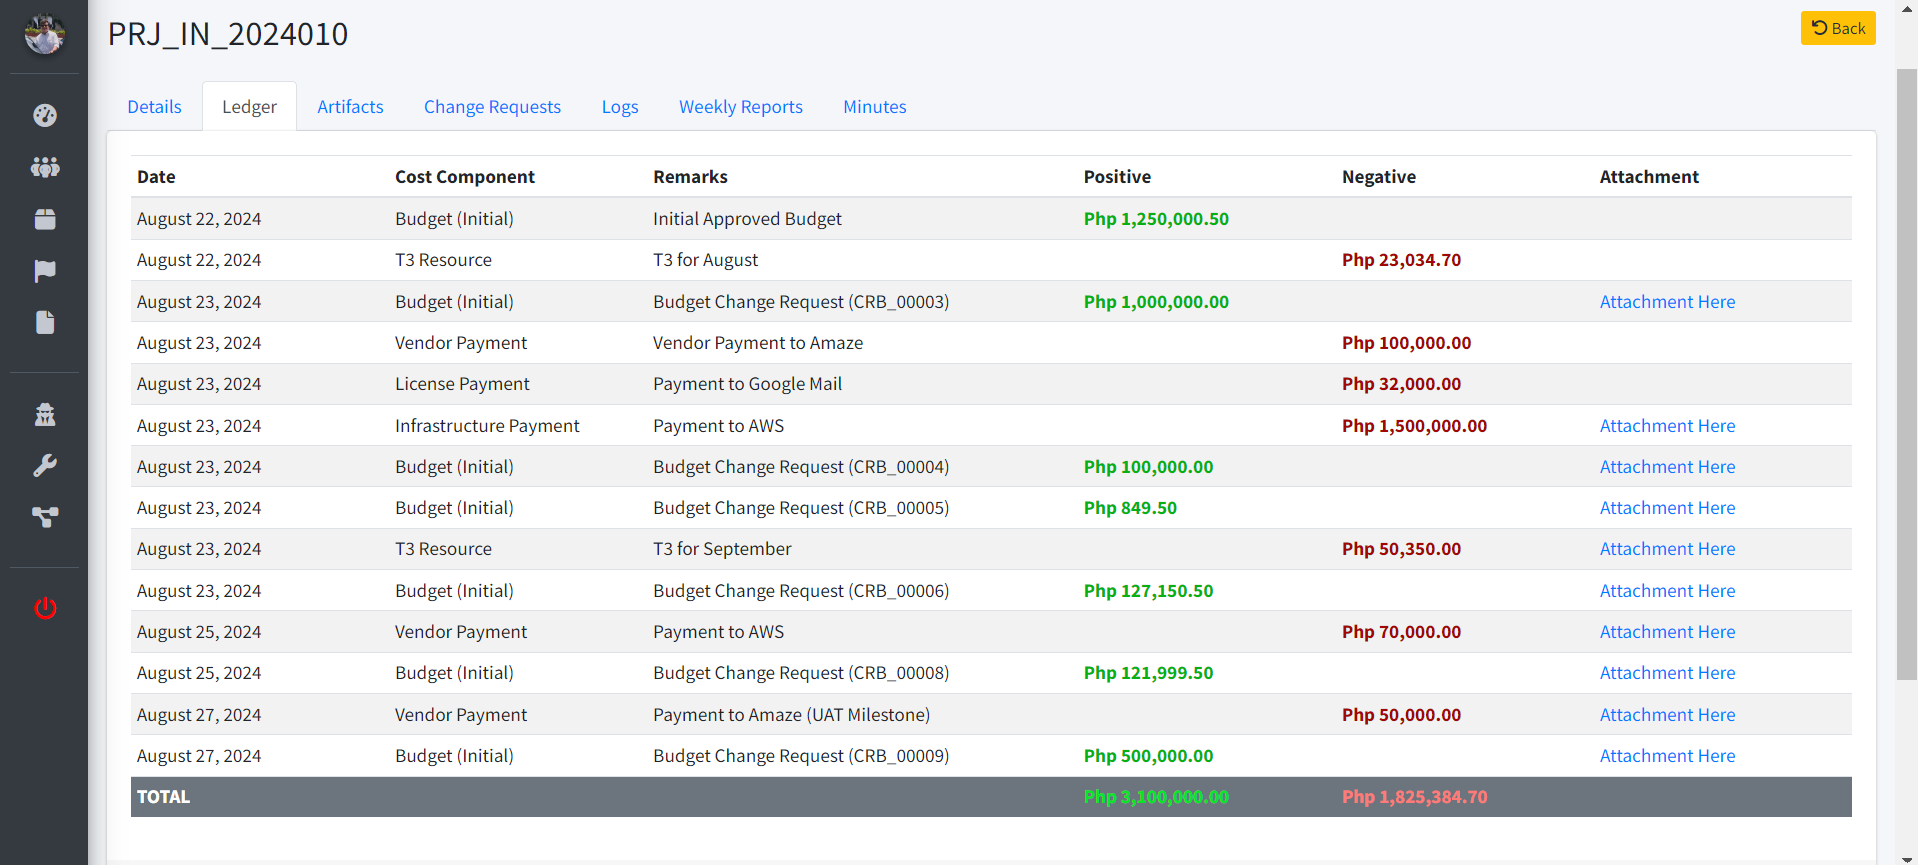 PRJ_IN_2024010
Back
Details Ledger Artifacts Change Requests Logs Weekly Reports Minutes
Date Cost Component Remarks Positive Negative Attachment
August 22, 2024 Budget (Initial) Initial Approved Budget Php 1,250,000.50
August 22, 2024 T3 Resource T3 for August Php 23,034.70
August 23, 2024 Budget (Initial) Budget Change Request (CRB_00003) Php 1,000,000.00 Attachment Here
August 23, 2024 Vendor Payment Vendor Payment to Amaze Php 100,000.00
August 23, 2024 License Payment Payment to Google Mail Php 32,000.00
August 23, 2024 Infrastructure Payment Payment to AWS Php 1,500,000.00 Attachment Here
August 23, 2024 Budget (Initial) Budget Change Request (CRB_00004) Php 100,000.00 Attachment Here
August 23, 2024 Budget (Initial) Budget Change Request (CRB_00005) Php 849.50 Attachment Here
August 23, 2024 T3 Resource T3 for September Php 50,350.00 Attachment Here
August 23, 2024 Budget (Initial) Budget Change Request (CRB_00006) Php 127,150.50 Attachment Here
August 25, 2024 Vendor Payment Payment to AWS Php 70,000.00 Attachment Here
August 25, 2024 Budget (Initial) Budget Change Request (CRB_00008) Php 121,999.50 Attachment Here
August 27, 2024 Vendor Payment Payment to Amaze (UAT Milestone) Php 50,000.00 Attachment Here
August 27, 2024 Budget (Initial) Budget Change Request (CRB_00009) Php 500,000.00 Attachment Here
TOTAL Php 3,100,000.00 Php 1,825,384.70